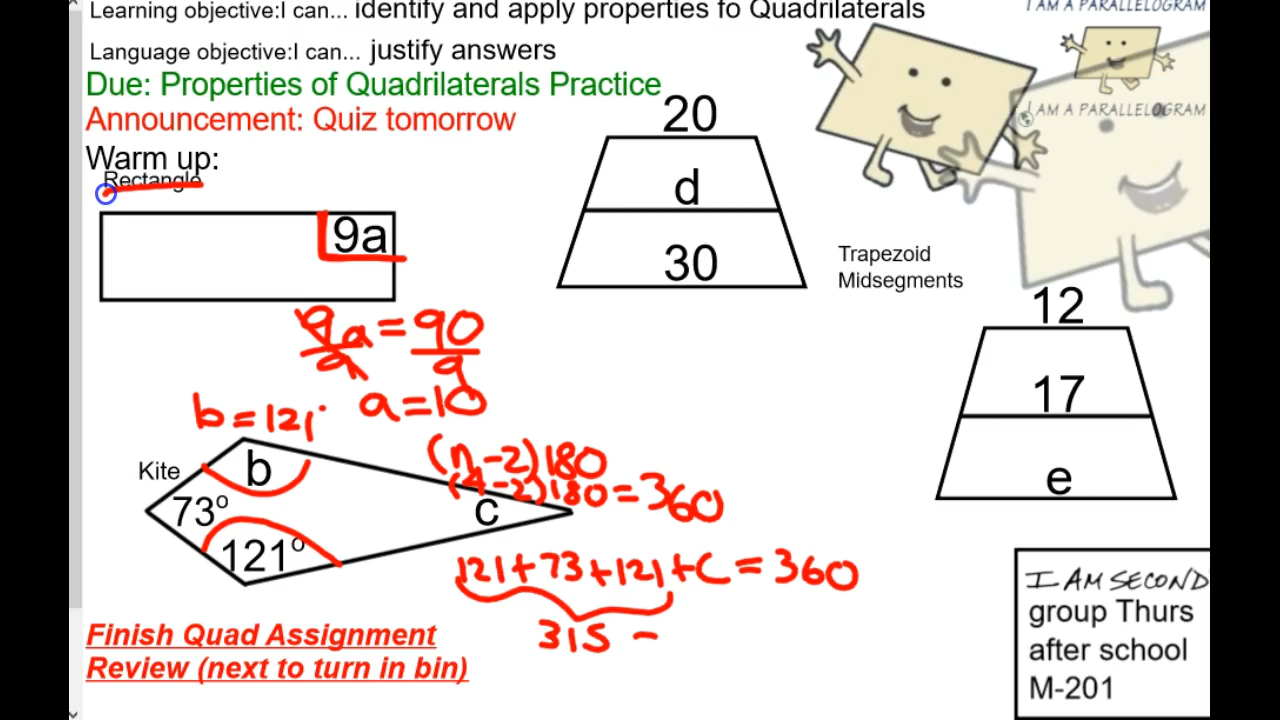 Learning objective:I can... identify and apply properties fo Quadrilaterals
Language objective:I can... justify answers
Due: Properties of Quadrilaterals Practice
Announcement: Quiz tomorrow
Warm up:
Rectangle
9a
9a = 90
9 9
a = 10
b = 121°
Kite
b
73º
121º
c
(n-2)180
(4-2)180 = 360
121 + 73 + 121 + C = 360
315 -
Finish Quad Assignment
Review (next to turn in bin)
20
d
30
Trapezoid
Midsegments
12
17
e
I AM A PARALLELOGRAM
I AM A PARALLELOGRAM
I AM SECOND
group Thurs
after school
M-201